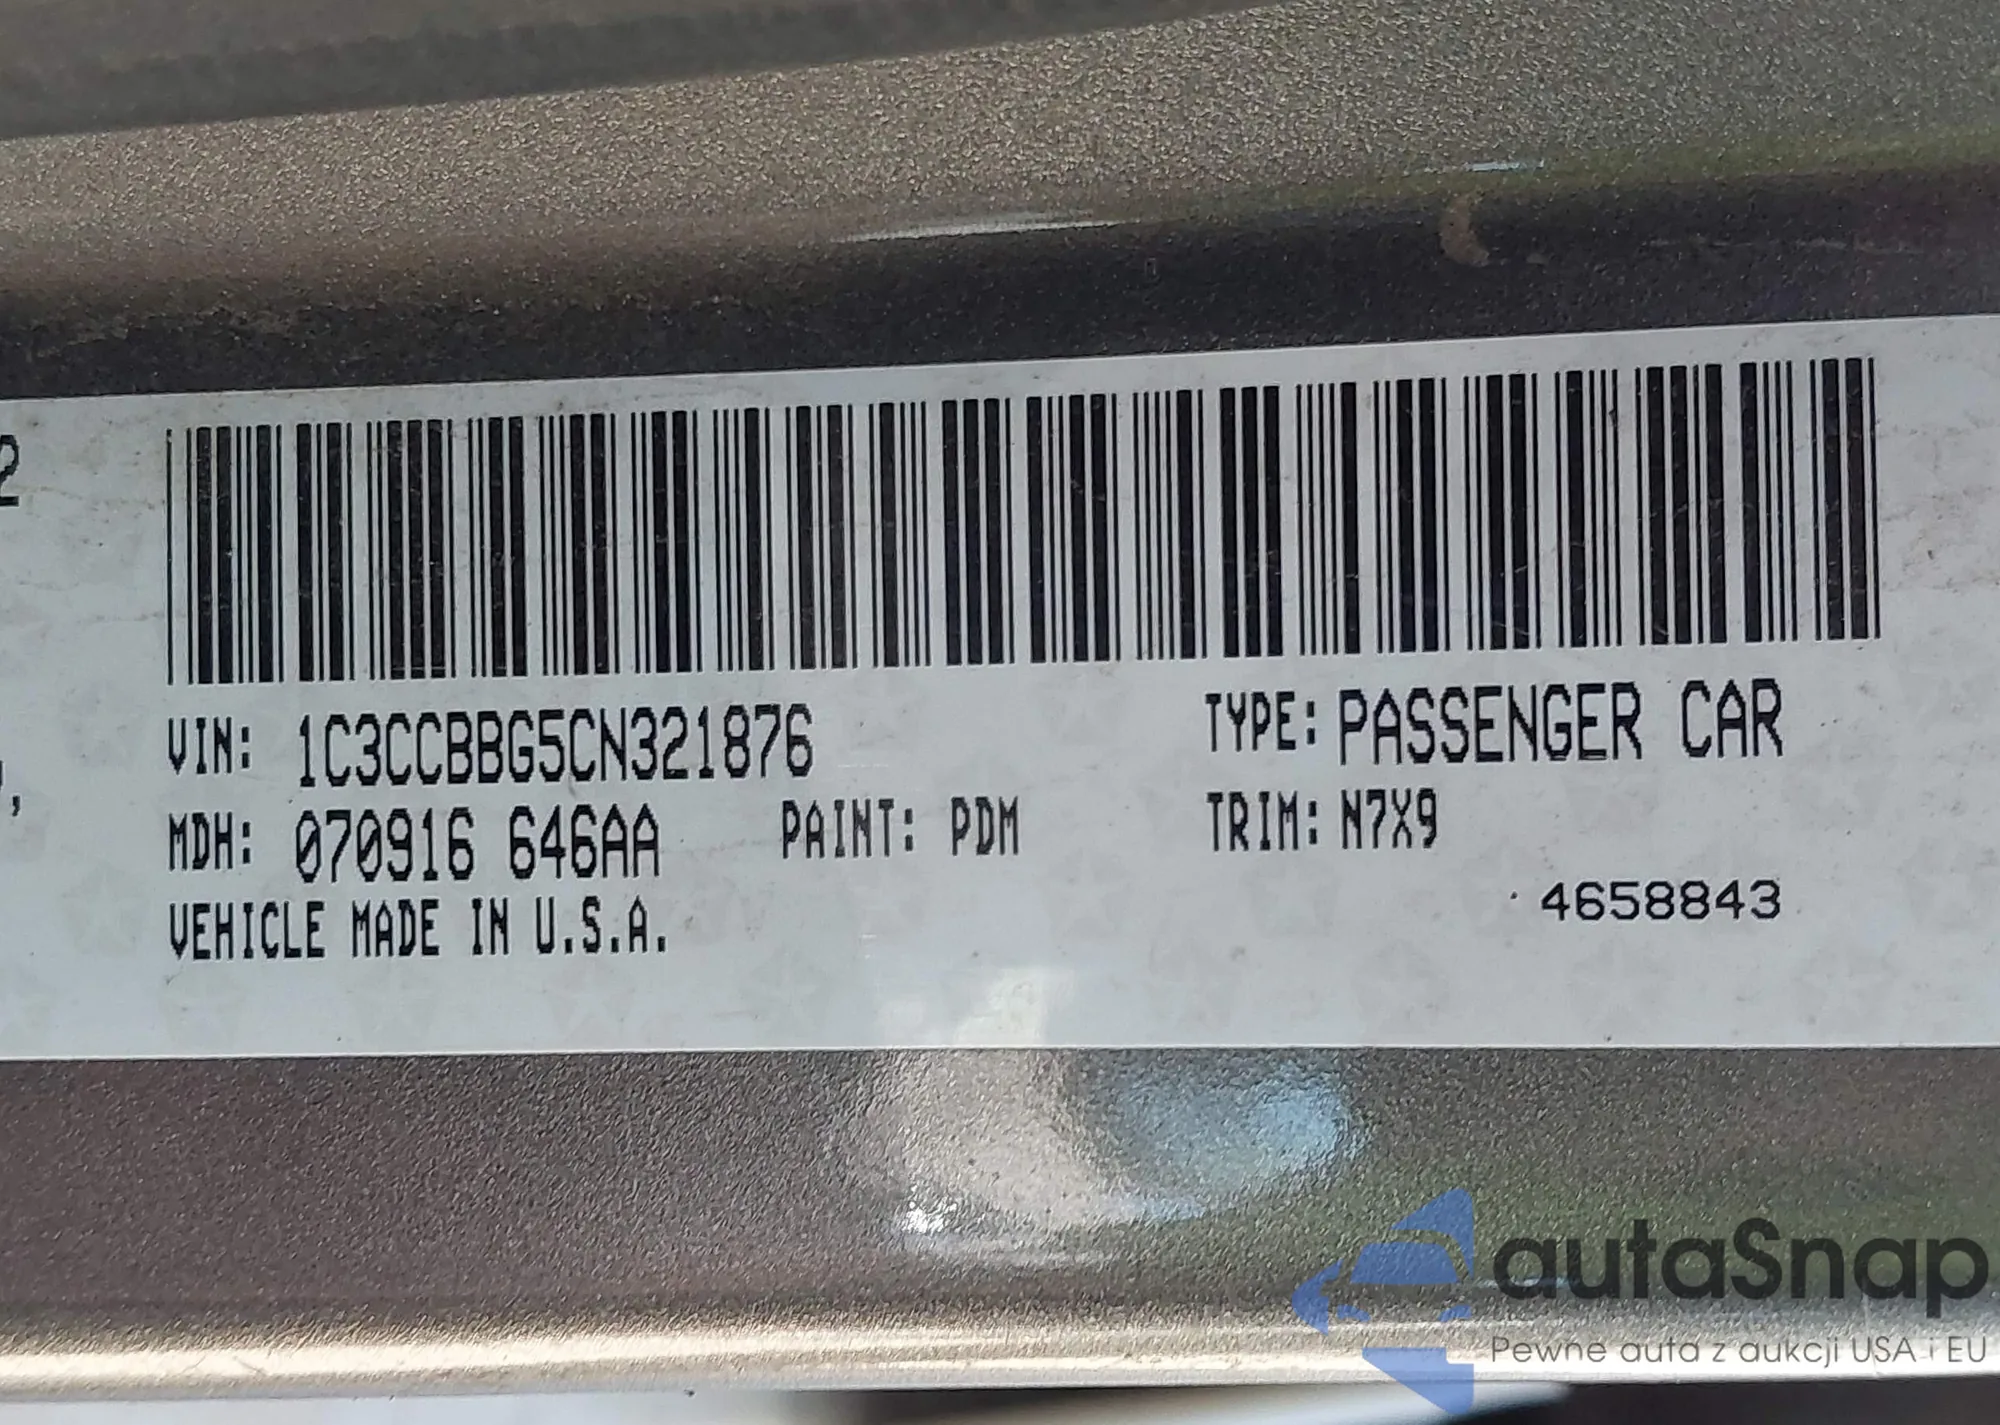 2
VIN: 1C3CCBBG5CN321876 TYPE: PASSENGER CAR
MDH: 070916 646AA PAINT: PDM TRIM: N7X9
VEHICLE MADE IN U.S.A. 4658843
autaSnap
Pewne auta z aukcji USA i EU